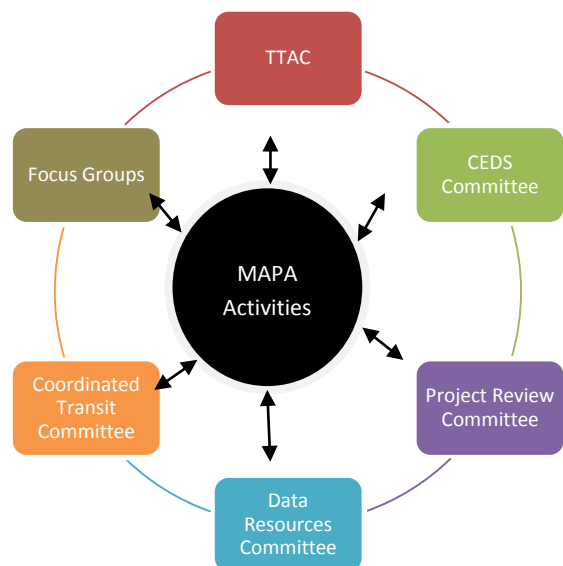 TTAC
CEDS
Committee
Project Review
Committee
Data
Resources
Committee
Coordinated
Transit
Committee
Focus Groups
MAPA
Activities